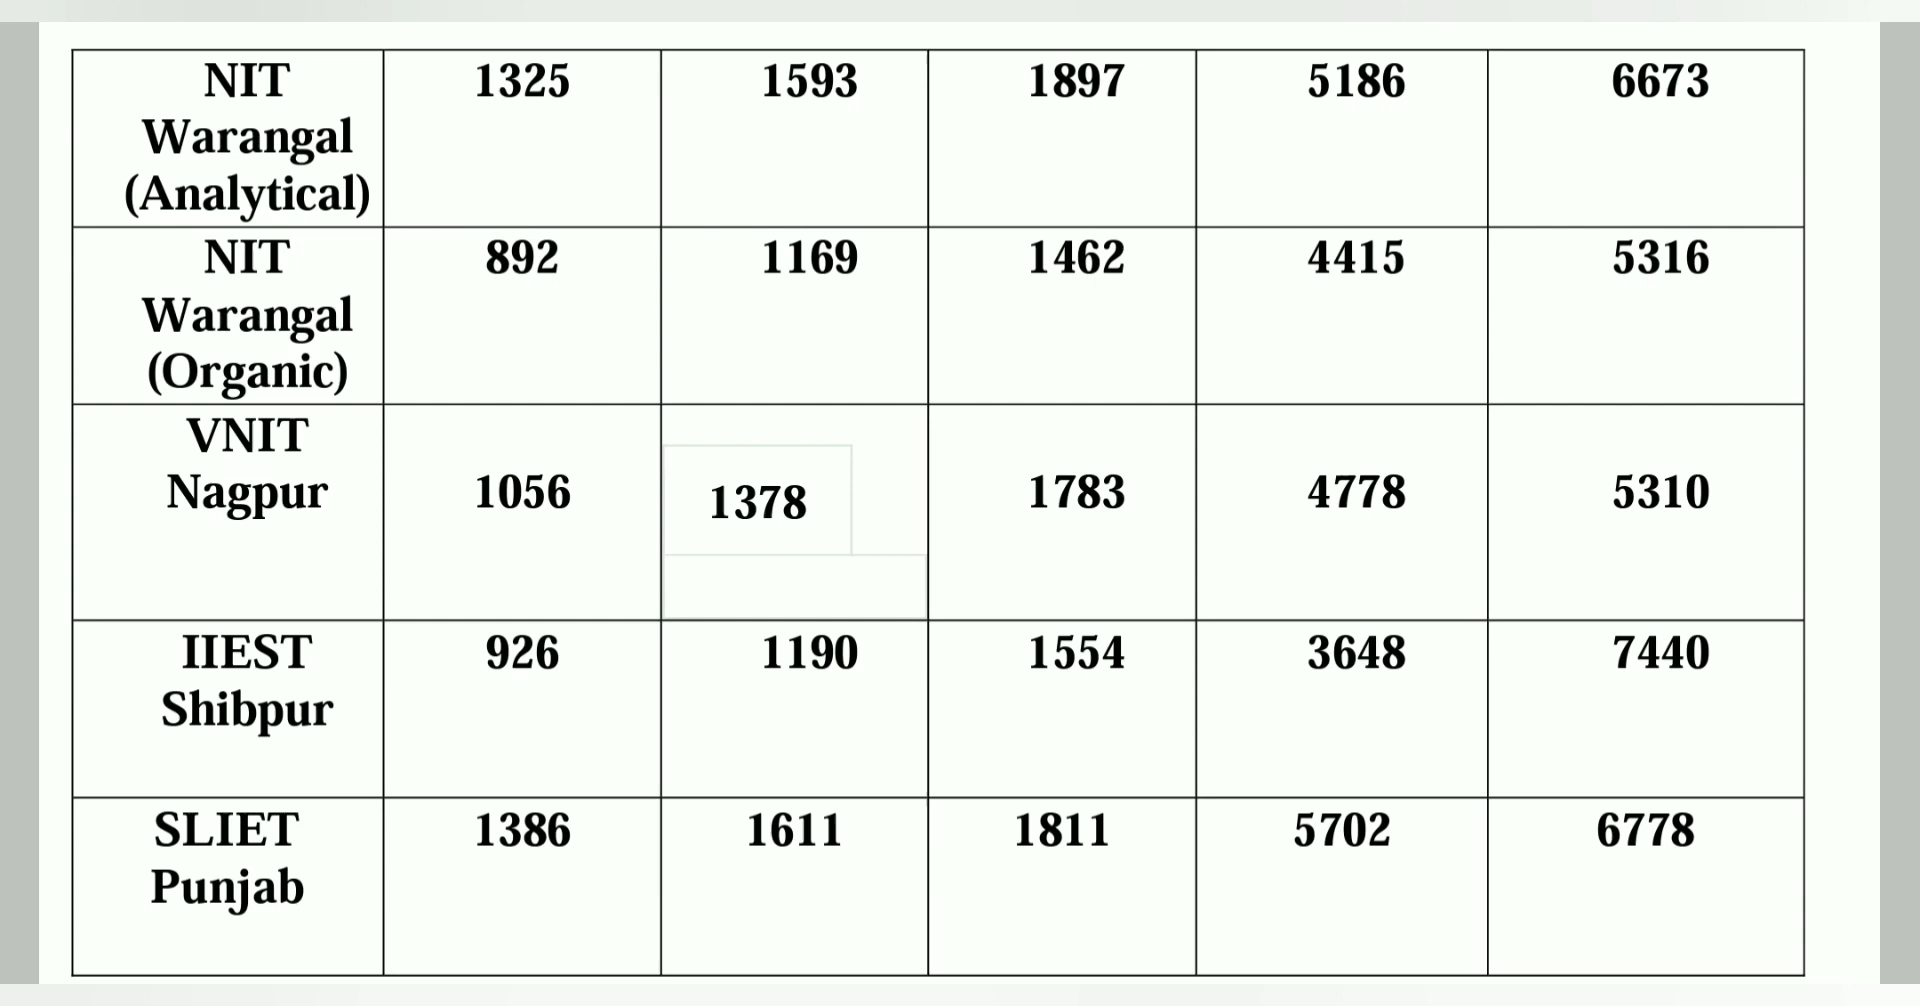 NIT 1325 1593 1897 5186 6673
Warangal
(Analytical)
NIT 892 1169 1462 4415 5316
Warangal
(Organic)
VNIT
Nagpur 1056 1378 1783 4778 5310
IIEST 926 1190 1554 3648 7440
Shibpur
SLIET 1386 1611 1811 5702 6778
Punjab